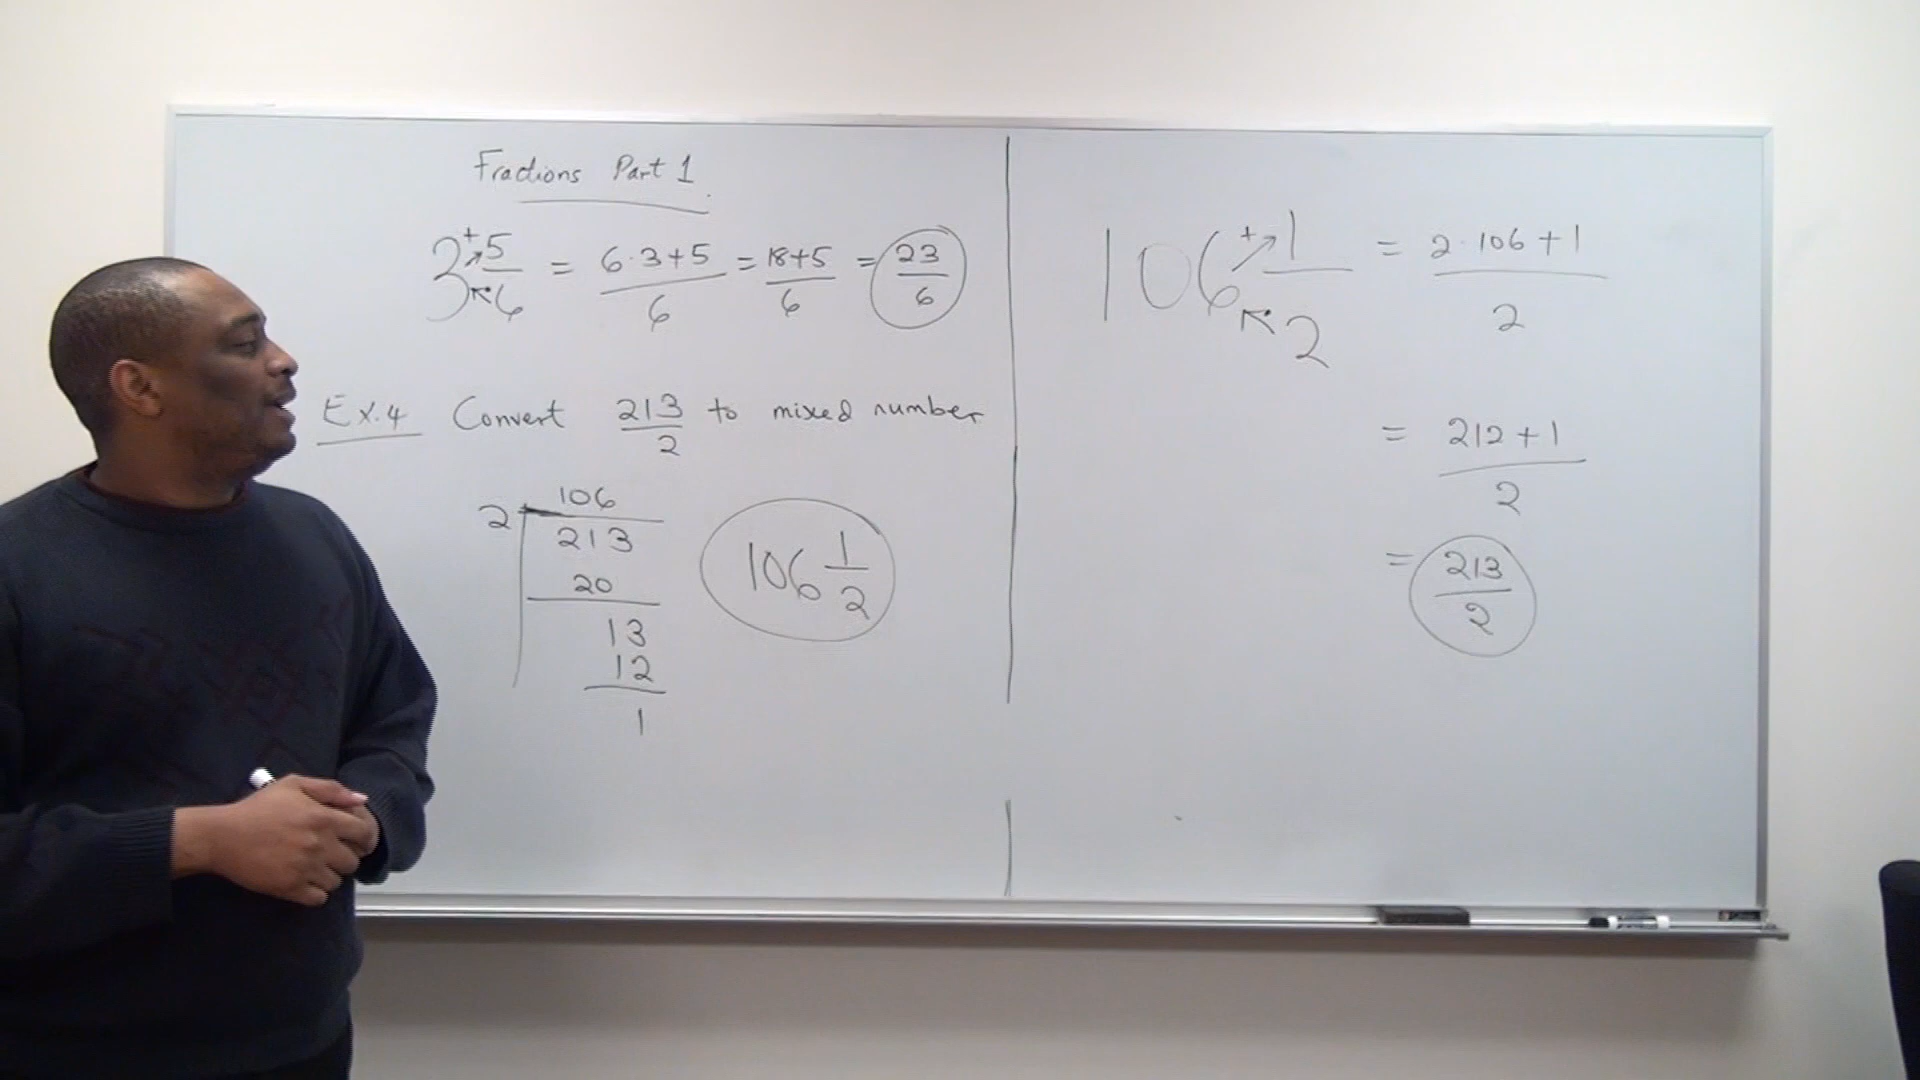 Fractions Part 1
3 5/6 = 6·3+5/6 = 18+5/6 = 23/6
Ex.4 Convert 213/2 to mixed number
106
2 213
20
13
12
1
106 1/2
106 1/2 = 2·106+1/2
= 212+1/2
= 213/2